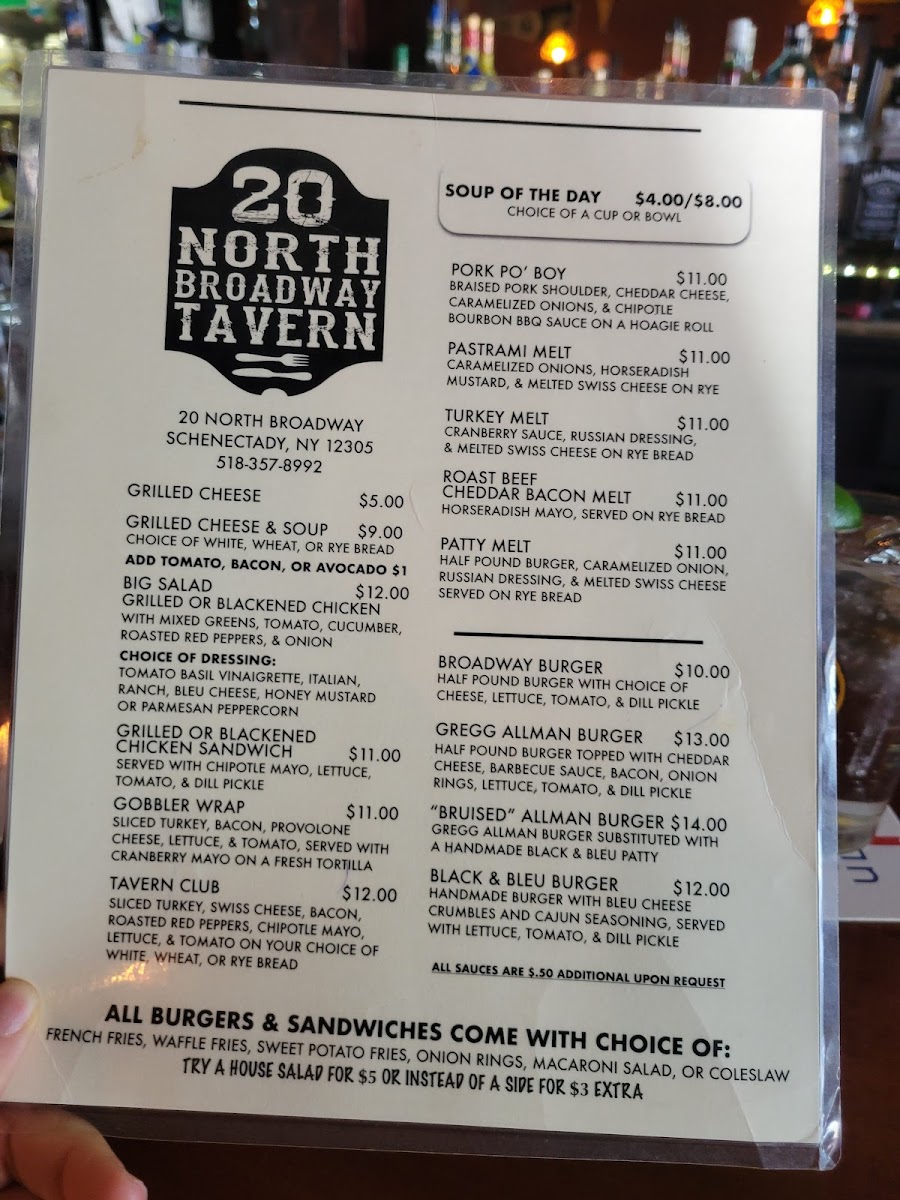 20
NORTH
BROADWAY
TAVERN
20 NORTH BROADWAY
SCHENECTADY, NY 12305
518-357-8992
GRILLED CHEESE $5.00
GRILLED CHEESE & SOUP $9.00
CHOICE OF WHITE, WHEAT, OR RYE BREAD
ADD TOMATO, BACON, OR AVOCADO $1
BIG SALAD $12.00
GRILLED OR BLACKENED CHICKEN
WITH MIXED GREENS, TOMATO, CUCUMBER,
ROASTED RED PEPPERS, & ONION
CHOICE OF DRESSING:
TOMATO BASIL VINAIGRETTE, ITALIAN,
RANCH, BLEU CHEESE, HONEY MUSTARD
OR PARMESAN PEPPERCORN
GRILLED OR BLACKENED
CHICKEN SANDWICH $11.00
SERVED WITH CHIPOTLE MAYO, LETTUCE,
TOMATO, & DILL PICKLE
GOBBLER WRAP $11.00
SLICED TURKEY, BACON, PROVOLONE
CHEESE, LETTUCE, & TOMATO, SERVED WITH
CRANBERRY MAYO ON A FRESH TORTILLA
TAVERN CLUB $12.00
SLICED TURKEY, SWISS CHEESE, BACON,
ROASTED RED PEPPERS, CHIPOTLE MAYO,
LETTUCE, & TOMATO ON YOUR CHOICE OF
WHITE, WHEAT, OR RYE BREAD
SOUP OF THE DAY $4.00/$8.00
CHOICE OF A CUP OR BOWL
PORK PO' BOY $11.00
BRAISED PORK SHOULDER, CHEDDAR CHEESE,
CARAMELIZED ONIONS, & CHIPOTLE
BOURBON BBQ SAUCE ON A HOAGIE ROLL
PASTRAMI MELT $11.00
CARAMELIZED ONIONS, HORSERADISH
MUSTARD, & MELTED SWISS CHEESE ON RYE
TURKEY MELT $11.00
CRANBERRY SAUCE, RUSSIAN DRESSING,
& MELTED SWISS CHEESE ON RYE BREAD
ROAST BEEF
CHEDDAR BACON MELT $11.00
HORSERADISH MAYO, SERVED ON RYE BREAD
PATTY MELT $11.00
HALF POUND BURGER, CARAMELIZED ONION,
RUSSIAN DRESSING, & MELTED SWISS CHEESE
SERVED ON RYE BREAD
BROADWAY BURGER $10.00
HALF POUND BURGER WITH CHOICE OF
CHEESE, LETTUCE, TOMATO, & DILL PICKLE
GREGG ALLMAN BURGER $13.00
HALF POUND BURGER TOPPED WITH CHEDDAR
CHEESE, BARBECUE SAUCE, BACON, ONION
RINGS, LETTUCE, TOMATO, & DILL PICKLE
"BRUISED" ALLMAN BURGER $14.00
GREGG ALLMAN BURGER SUBSTITUTED WITH
A HANDMADE BLACK & BLEU PATTY
BLACK & BLEU BURGER $12.00
HANDMADE BURGER WITH BLEU CHEESE
CRUMBLES AND CAJUN SEASONING, SERVED
WITH LETTUCE, TOMATO, & DILL PICKLE
ALL SAUCES ARE $.50 ADDITIONAL UPON REQUEST
ALL BURGERS & SANDWICHES COME WITH CHOICE OF:
FRENCH FRIES, WAFFLE FRIES, SWEET POTATO FRIES, ONION RINGS, MACARONI SALAD, OR COLESLAW
TRY A HOUSE SALAD FOR $5 OR INSTEAD OF A SIDE FOR $3 EXTRA